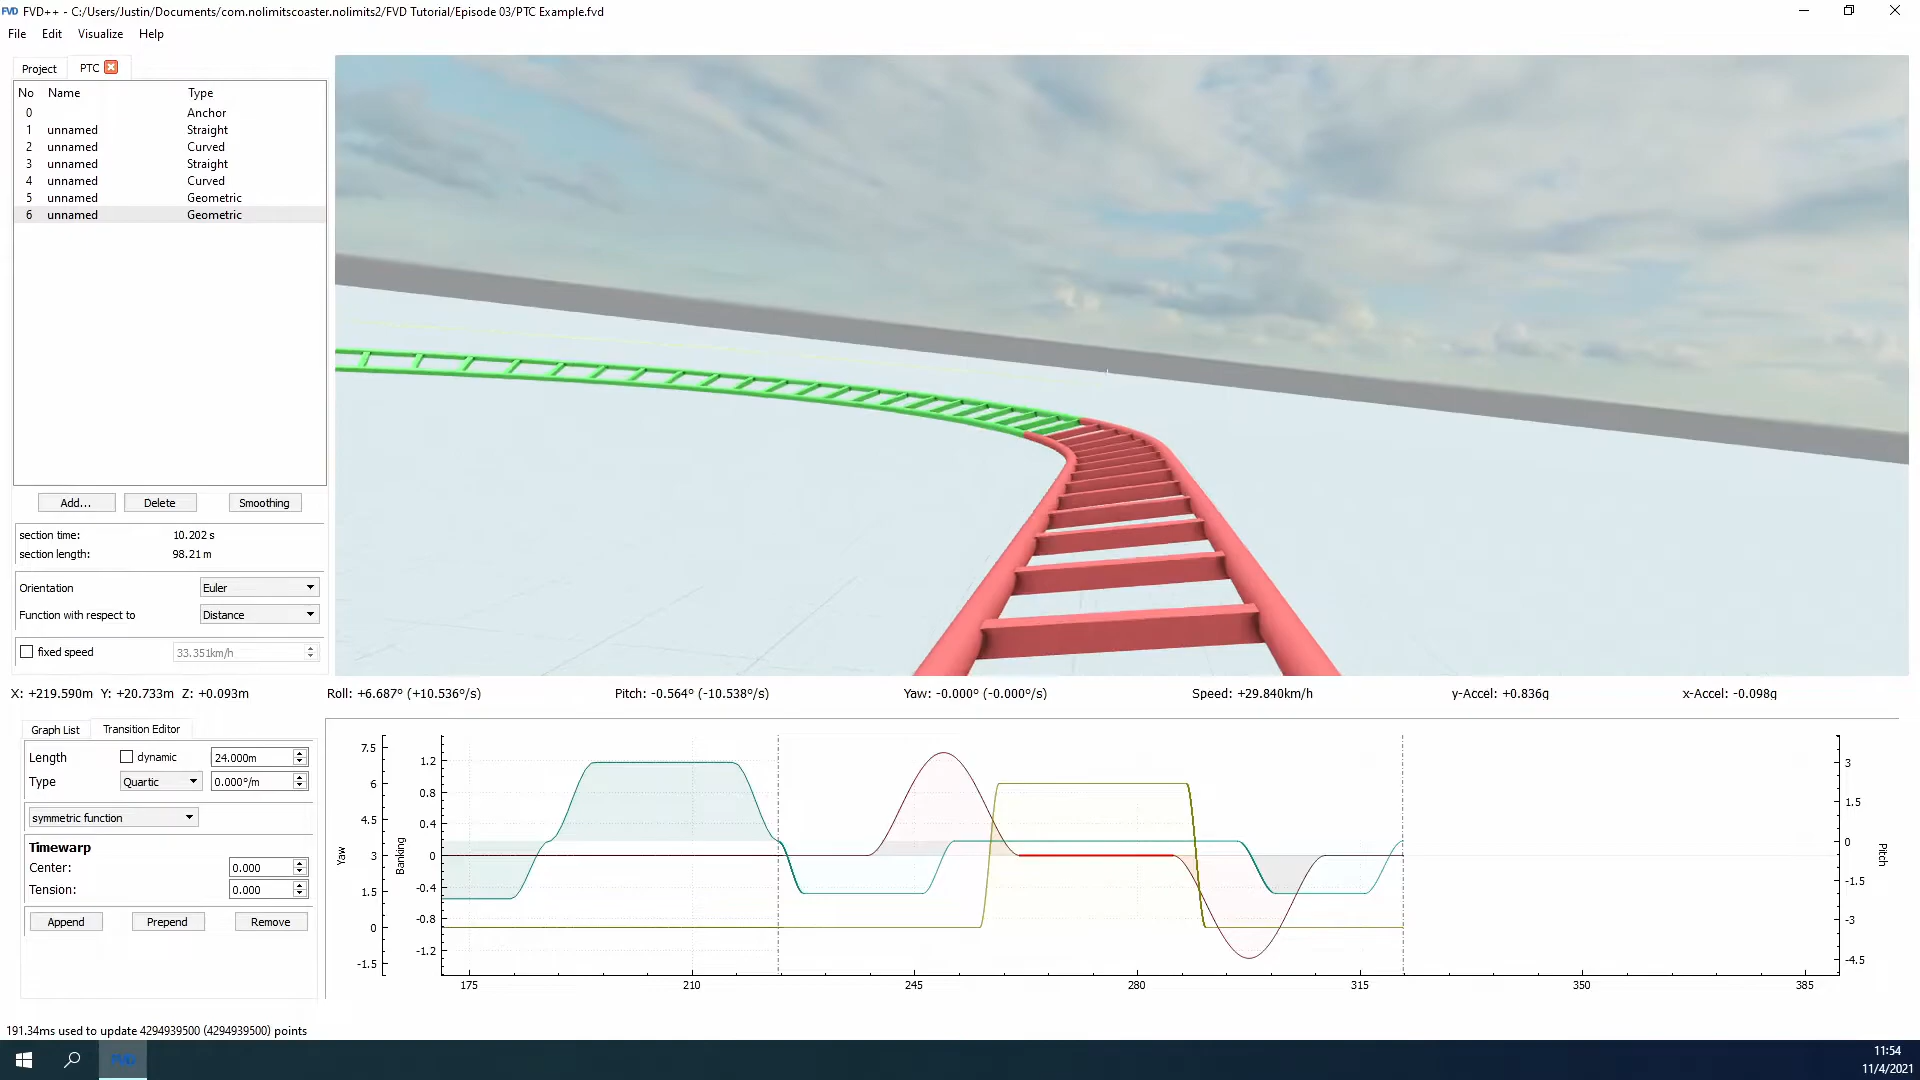 FVD FVD++ - C:/Users/Justin/Documents/com.nolimitscoaster.nolimits2/FVD Tutorial/Episode 03/PTC Example.fvd
File Edit Visualize Help
Project PTC
No Name Type
0 Anchor
1 unnamed Straight
2 unnamed Curved
3 unnamed Straight
4 unnamed Curved
5 unnamed Geometric
6 unnamed Geometric
Add... Delete Smoothing
section time: 10.202 s
section length: 98.21 m
Orientation Euler
Function with respect to Distance
fixed speed 33.351km/h
X: +219.590m Y: +20.733m Z: +0.093m Roll: +6.687° (+10.536°/s) Pitch: -0.564° (-10.538°/s) Yaw: -0.000° (-0.000°/s) Speed: +29.840km/h y-Accel: +0.836g x-Accel: -0.098g
Graph List Transition Editor
Length dynamic 24.000m
Type Quartic 0.000°/m
symmetric function
Timewarp
Center: 0.000
Tension: 0.000
Append Prepend Remove
Yaw
7.5
6
4.5
3
1.5
0
-1.5
Banking
1.2
0.8
0.4
0
-0.4
-0.8
-1.2
3
1.5
0
-1.5
-3
-4.5
Pitch
175 210 245 280 315 350 385
191.34ms used to update 4294939500 (4294939500) points
FVD
11:54
11/4/2021